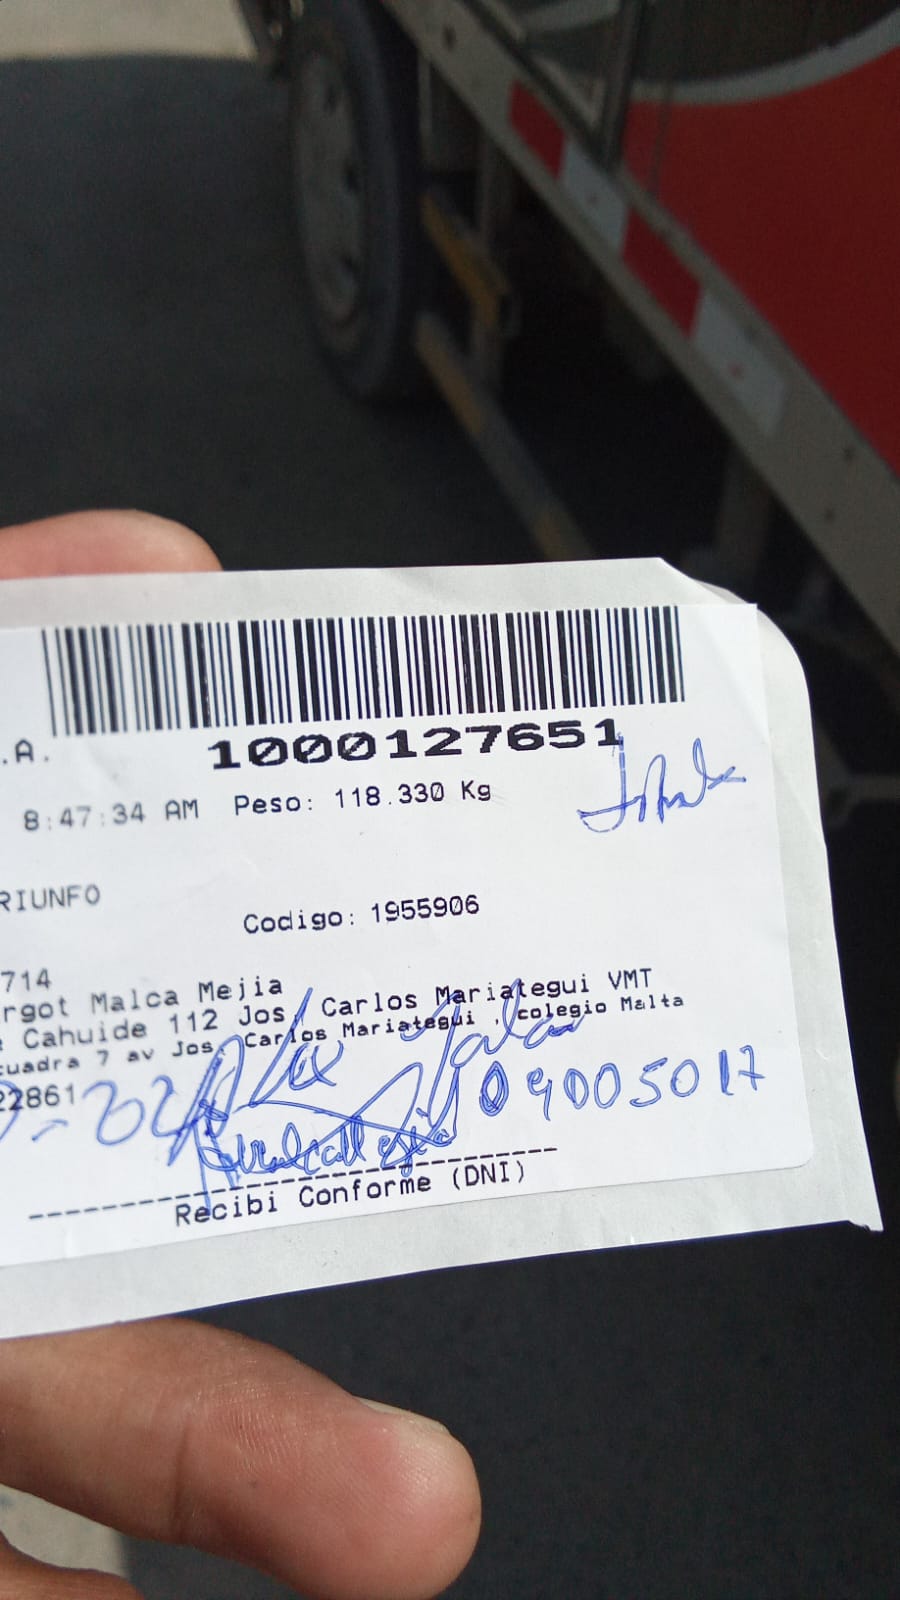 .A.
1000127651
8:47:34 AM Peso: 118.330 Kg
RIUNFO
Codigo: 1955906
714
rgot Malca Mejia
Cahuide 112 Jos, Carlos Mariategui VMT
cuadra 7 av Jos, Carlos Mariategui , colegio Malta
22861
09005017
Recibi Conforme (DNI)